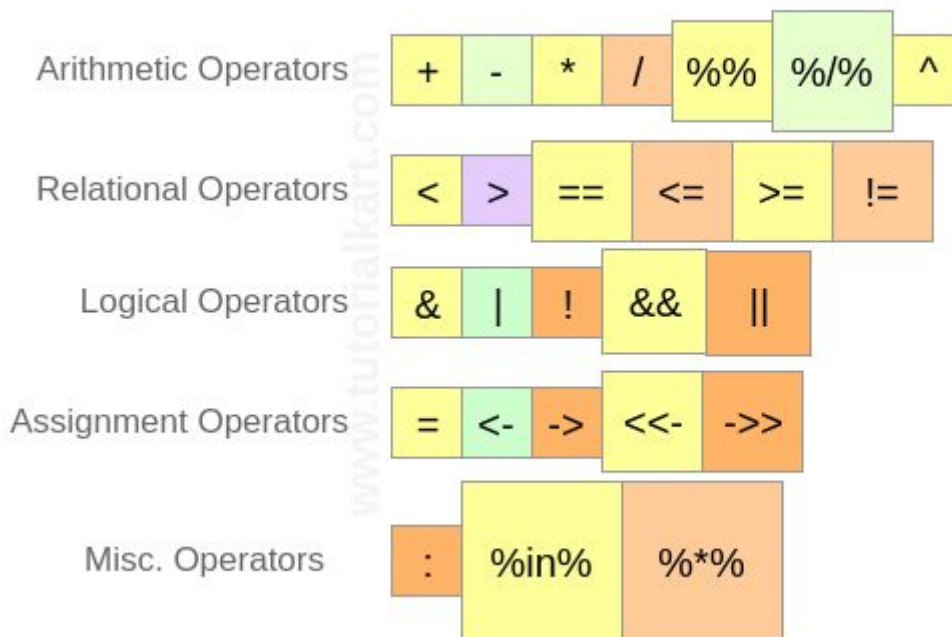 Arithmetic Operators + - * / %% %/% ^
Relational Operators < > == <= >= !=
Logical Operators & | ! && ||
Assignment Operators = <- -> <<- ->>
Misc. Operators : %in% %*%
www.tutorialkart.com